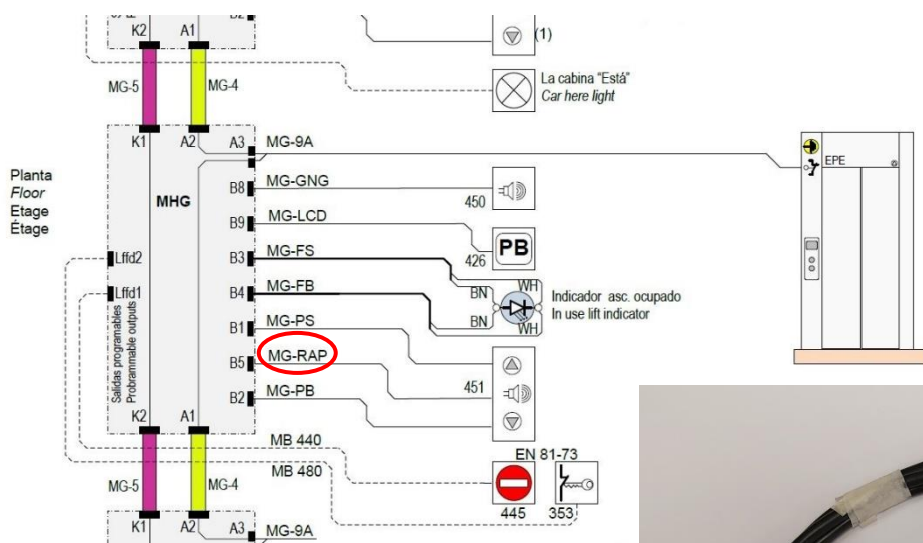 B2
K2
A1
(1)
MG-5
MG-4
La cabina "Está"
Car here light
K1
A2
A3
MG-9A
EPE
Planta
Floor
Etage
Étage
MHG
B8
MG-GNG
450
B9
MG-LCD
PB
426
Lffd2
B3
MG-FS
WH
BN
Lffd1
B4
MG-FB
BN
WH
Indicador asc. ocupado
In use lift indicator
Salidas programables
Probrammable outputs
B1
MG-PS
B5
MG-RAP
451
B2
MG-PB
K2
A1
MB 440
MB 480
EN 81-73
445
353
MG-5
MG-4
K1
A2
A3
MG-9A